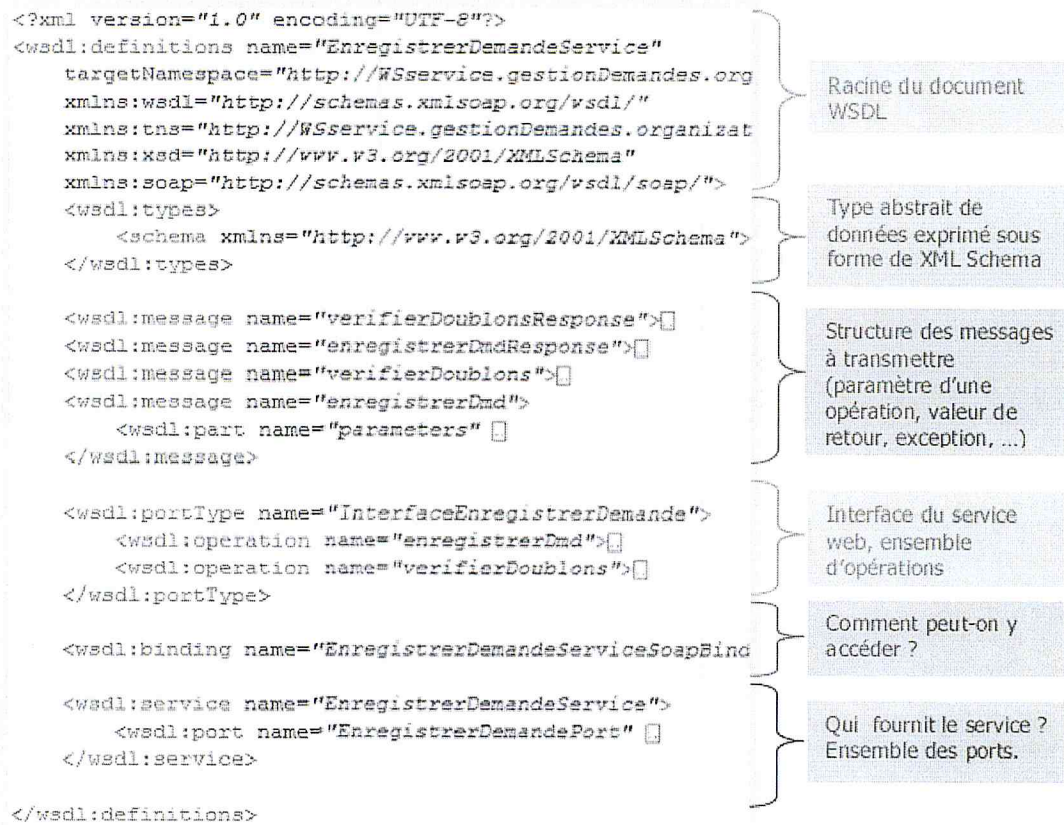 <?xml version="1.0" encoding="UTF-8"?>
<wsdl:definitions name="EnregistrerDemandeService"
targetNamespace="http://WSservice.gestionDemandes.org
xmlns:wsdl="http://schemas.xmlsoap.org/wsdl/"
xmlns:tns="http://WSservice.gestionDemandes.organizat
xmlns:xsd="http://www.w3.org/2001/XMLSchema"
xmlns:soap="http://schemas.xmlsoap.org/wsdl/soap/">
Racine du document
WSDL
<wsdl:types>
<schema xmlns="http://www.w3.org/2001/XMLSchema">
</wsdl:types>
Type abstrait de
données exprimé sous
forme de XML Schema
<wsdl:message name="verifierDoublonsResponse">
<wsdl:message name="enregistrerDmdResponse">
<wsdl:message name="verifierDoublons">
<wsdl:message name="enregistrerDmd">
<wsdl:part name="parameters"
</wsdl:message>
Structure des messages
à transmettre
(paramètre d'une
opération, valeur de
retour, exception, ...)
<wsdl:portType name="InterfaceEnregistrerDemande">
<wsdl:operation name="enregistrerDmd">
<wsdl:operation name="verifierDoublons">
</wsdl:portType>
Interface du service
web, ensemble
d'opérations
<wsdl:binding name="EnregistrerDemandeServiceSoapBind
Comment peut-on y
accéder ?
<wsdl:service name="EnregistrerDemandeService">
<wsdl:port name="EnregistrerDemandePort"
</wsdl:service>
Qui fournit le service ?
Ensemble des ports.
</wsdl:definitions>